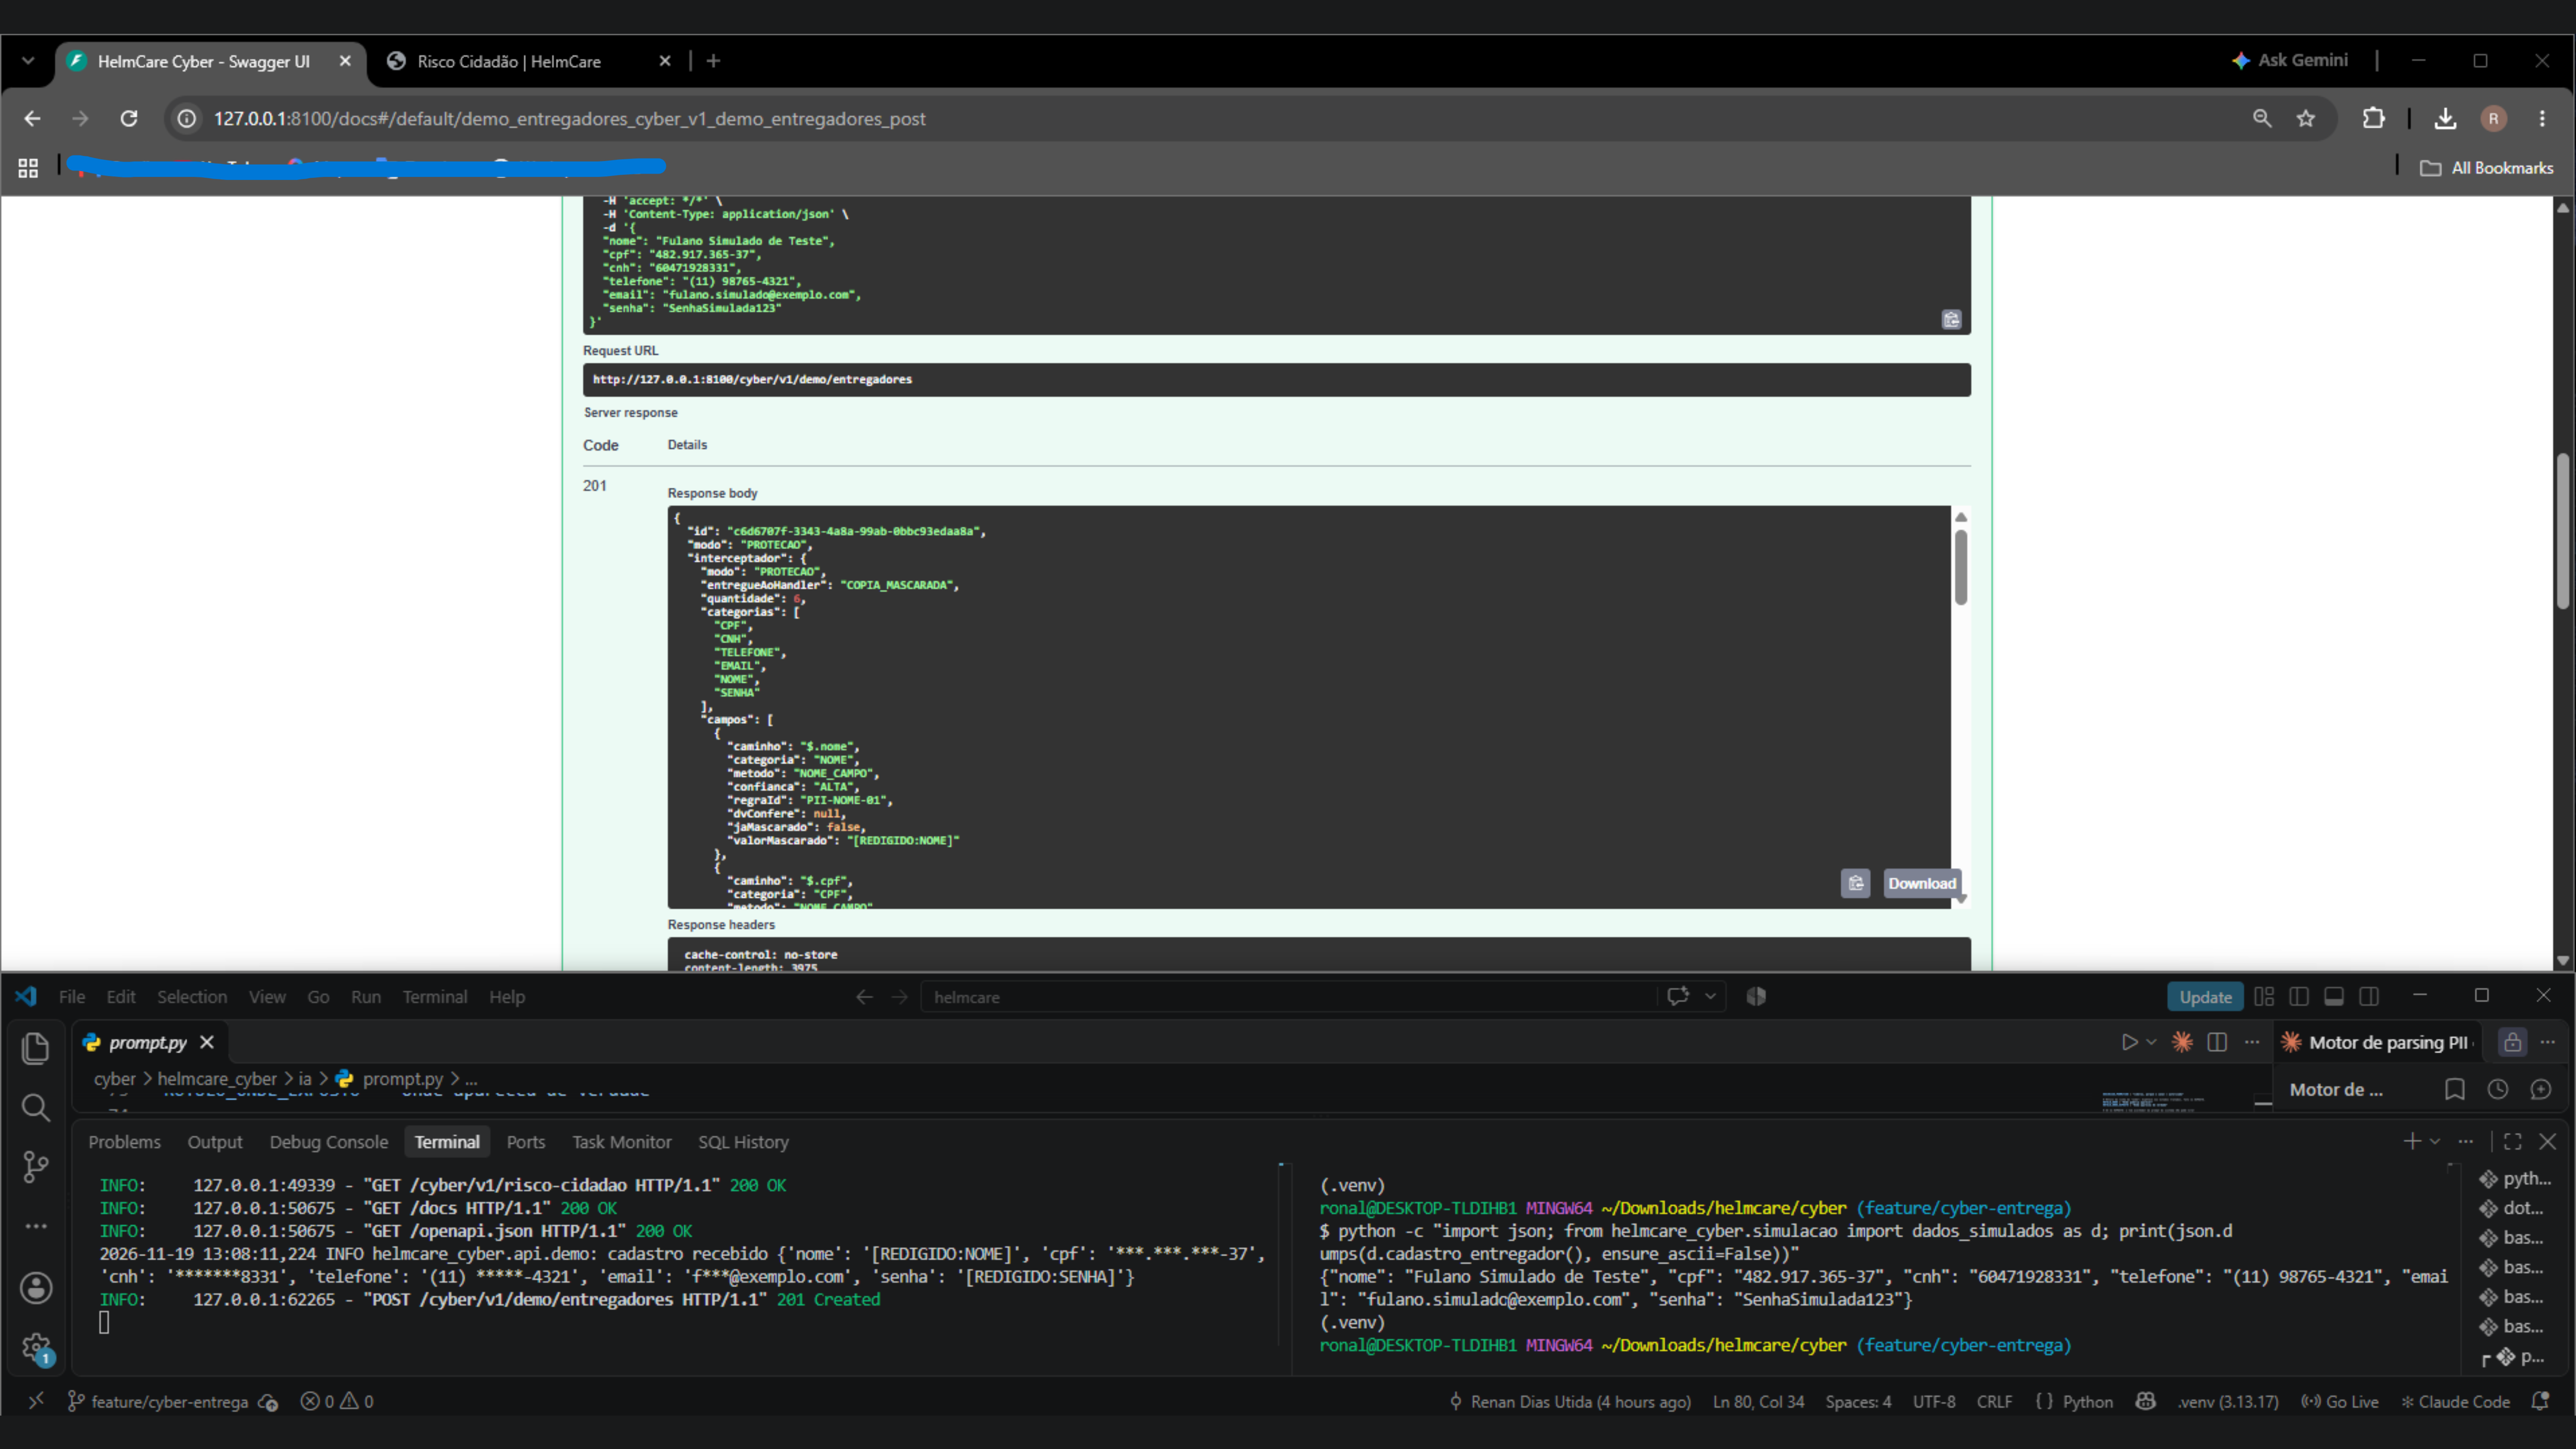 HelmCare Cyber - Swagger UI
Risco Cidadão | HelmCare
Ask Gemini
127.0.0.1:8100/docs#/default/demo_entregadores_cyber_v1_demo_entregadores_post
R
All Bookmarks
-H 'accept: */*' \
-H 'Content-Type: application/json' \
-d '{
"nome": "Fulano Simulado de Teste",
"cpf": "482.917.365-37",
"cnh": "60471928331",
"telefone": "(11) 98765-4321",
"email": "fulano.simulado@exemplo.com",
"senha": "SenhaSimulada123"
}'
Request URL
http://127.0.0.1:8100/cyber/v1/demo/entregadores
Server response
Code Details
201
Response body
{
"id": "c6d6707f-3343-4a8a-99ab-0bbc93edaa8a",
"modo": "PROTECAO",
"interceptador": {
"modo": "PROTECAO",
"entregueAoHandler": "COPIA_MASCARADA",
"quantidade": 6,
"categorias": [
"CPF",
"CNH",
"TELEFONE",
"EMAIL",
"NOME",
"SENHA"
],
"campos": [
{
"caminho": "$.nome",
"categoria": "NOME",
"metodo": "NOME_CAMPO",
"confianca": "ALTA",
"regraId": "PII-NOME-01",
"dvConfere": null,
"jaMascarado": false,
"valorMascarado": "[REDIGIDO:NOME]"
},
{
"caminho": "$.cpf",
"categoria": "CPF",
"metodo": "NOME_CAMPO"
Download
Response headers
cache-control: no-store
content-length: 3975
File Edit Selection View Go Run Terminal Help
helmcare
Update
prompt.py
Motor de parsing PII
cyber > helmcare_cyber > ia > prompt.py > ...
Motor de ...
74
Problems Output Debug Console Terminal Ports Task Monitor SQL History
INFO: 127.0.0.1:49339 - "GET /cyber/v1/risco-cidadao HTTP/1.1" 200 OK
INFO: 127.0.0.1:50675 - "GET /docs HTTP/1.1" 200 OK
INFO: 127.0.0.1:50675 - "GET /openapi.json HTTP/1.1" 200 OK
2026-11-19 13:08:11,224 INFO helmcare_cyber.api.demo: cadastro recebido {'nome': '[REDIGIDO:NOME]', 'cpf': '***.***.***-37',
'cnh': '*******8331', 'telefone': '(11) *****-4321', 'email': 'f***@exemplo.com', 'senha': '[REDIGIDO:SENHA]'}
INFO: 127.0.0.1:62265 - "POST /cyber/v1/demo/entregadores HTTP/1.1" 201 Created
(.venv)
ronal@DESKTOP-TLDIHB1 MINGW64 ~/Downloads/helmcare/cyber (feature/cyber-entrega)
$ python -c "import json; from helmcare_cyber.simulacao import dados_simulados as d; print(json.d
umps(d.cadastro_entregador(), ensure_ascii=False))"
{"nome": "Fulano Simulado de Teste", "cpf": "482.917.365-37", "cnh": "60471928331", "telefone": "(11) 98765-4321", "emai
l": "fulano.simulado@exemplo.com", "senha": "SenhaSimulada123"}
(.venv)
ronal@DESKTOP-TLDIHB1 MINGW64 ~/Downloads/helmcare/cyber (feature/cyber-entrega)
pyth...
dot...
bas...
bas...
bas...
bas...
p...
1
feature/cyber-entrega 0 0
Renan Dias Utida (4 hours ago) Ln 80, Col 34 Spaces: 4 UTF-8 CRLF { } Python .venv (3.13.17) Go Live Claude Code